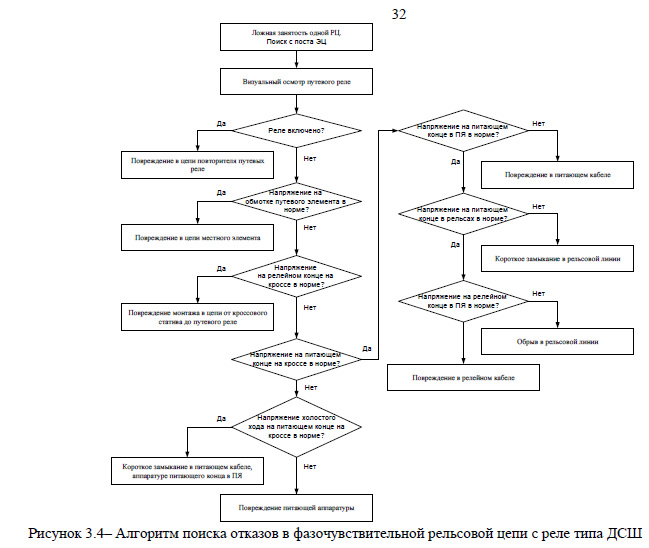 32
Ложная занятость одной РЦ.
Поиск с поста ЭЦ
Визуальный осмотр путевого реле
Реле включено?
Да
Нет
Повреждение в цепи повторителя путевых
реле
Напряжение на
обмотке путевого элемента в
норме?
Да
Нет
Повреждение в цепи местного элемента
Напряжение
на релейном конце на
кроссе в норме?
Да
Нет
Повреждение монтажа в цепи от кроссового
статива до путевого реле
Напряжение на питающем
конце на кроссе в норме?
Да
Нет
Напряжение холостого
хода на питающем конце на
кроссе в норме?
Да
Нет
Короткое замыкание в питающем кабеле,
аппаратуре питающего конца в ПЯ
Повреждение питающей аппаратуры
Напряжение на питающем
конце в ПЯ в норме?
Нет
Да
Повреждение в питающем кабеле
Напряжение на питающем
конце в рельсах в норме?
Нет
Да
Короткое замыкание в рельсовой линии
Напряжение на релейном
конце в ПЯ в норме?
Нет
Обрыв в рельсовой линии
Повреждение в релейном кабеле
Рисунок 3.4– Алгоритм поиска отказов в фазочувствительной рельсовой цепи с реле типа ДСШ